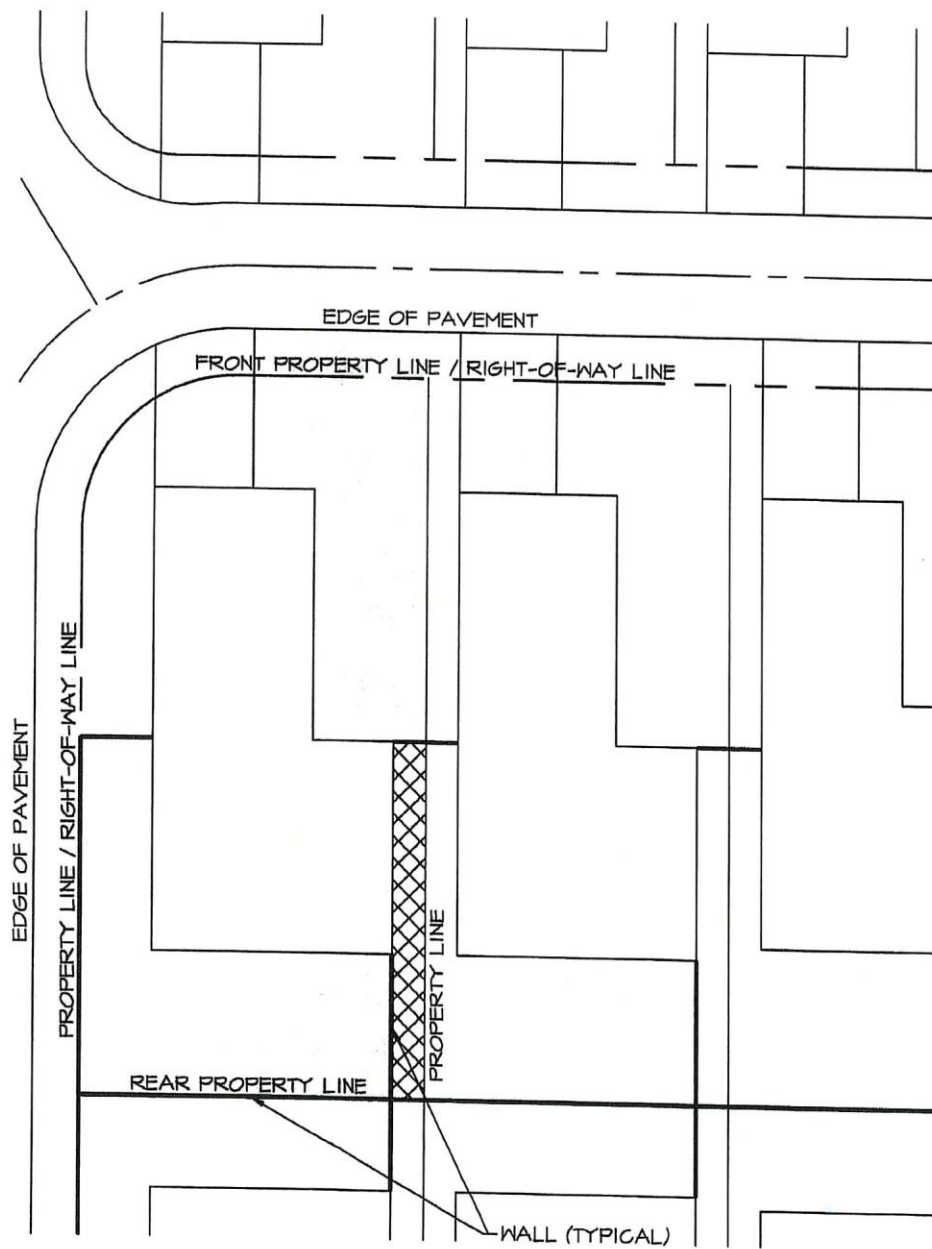 EDGE OF PAVEMENT
FRONT PROPERTY LINE / RIGHT-OF-WAY LINE
EDGE OF PAVEMENT
PROPERTY LINE / RIGHT-OF-WAY LINE
PROPERTY LINE
REAR PROPERTY LINE
WALL (TYPICAL)